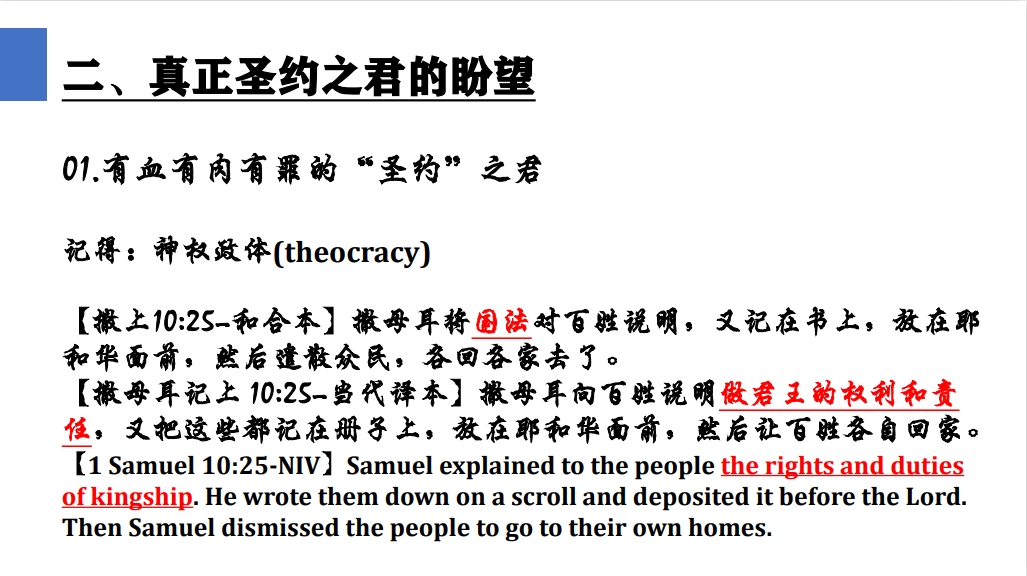 二、真正圣约之君的盼望
01.有血有肉有罪的“圣约”之君
记得：神权政体(theocracy)
【撒上10:25-和合本】撒母耳将国法对百姓说明，又记在书上，放在耶
和华面前，然后遣散众民，各回各家去了。
【撒母耳记上 10:25-当代译本】撒母耳向百姓说明做君王的权利和责
任，又把这些都记在册子上，放在耶和华面前，然后让百姓各自回家。
【1 Samuel 10:25-NIV】Samuel explained to the people the rights and duties
of kingship. He wrote them down on a scroll and deposited it before the Lord.
Then Samuel dismissed the people to go to their own homes.